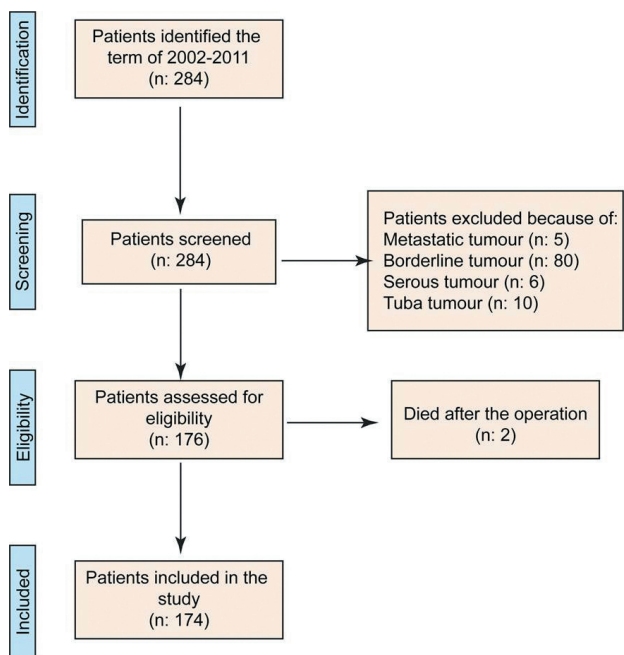 Identification
Patients identified the
term of 2002-2011
(n: 284)
Screening
Patients screened
(n: 284)
Patients excluded because of:
Metastatic tumour (n: 5)
Borderline tumour (n: 80)
Serous tumour (n: 6)
Tuba tumour (n: 10)
Eligibility
Patients assessed for
eligibility
(n: 176)
Died after the operation
(n: 2)
Included
Patients included in the
study
(n: 174)